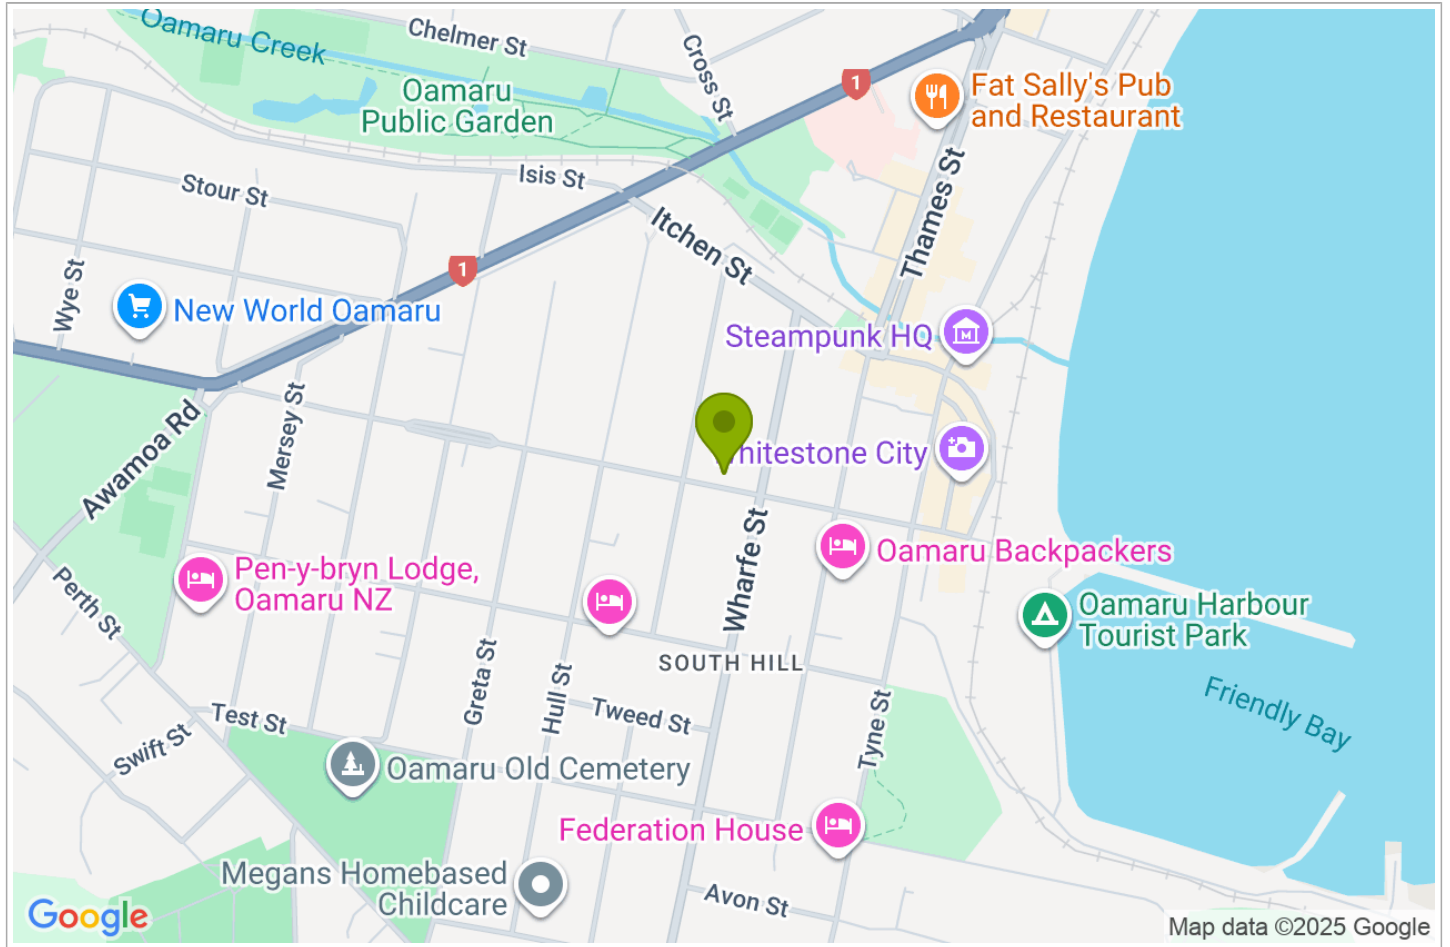 Oamaru Creek
Chelmer St
Cross St
Oamaru
Public Garden
1
Fat Sally's Pub
and Restaurant
Thames St
Isis St
Stour St
Itchen St
Wye St
1
New World Oamaru
Steampunk HQ
Mersey St
Awamoa Rd
hitestone City
Wharfe St
Oamaru Backpackers
Pen-y-bryn Lodge,
Oamaru NZ
Perth St
Oamaru Harbour
Tourist Park
SOUTH HILL
Greta St
Hull St
Tweed St
Tyne St
Friendly Bay
Test St
Swift St
Oamaru Old Cemetery
Federation House
Megans Homebased
Childcare
Avon St
Google
Map data ©2025 Google